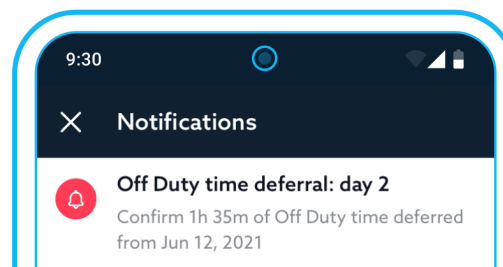 9:30
Notifications
Off Duty time deferral: day 2
Confirm 1h 35m of Off Duty time deferred
from Jun 12, 2021